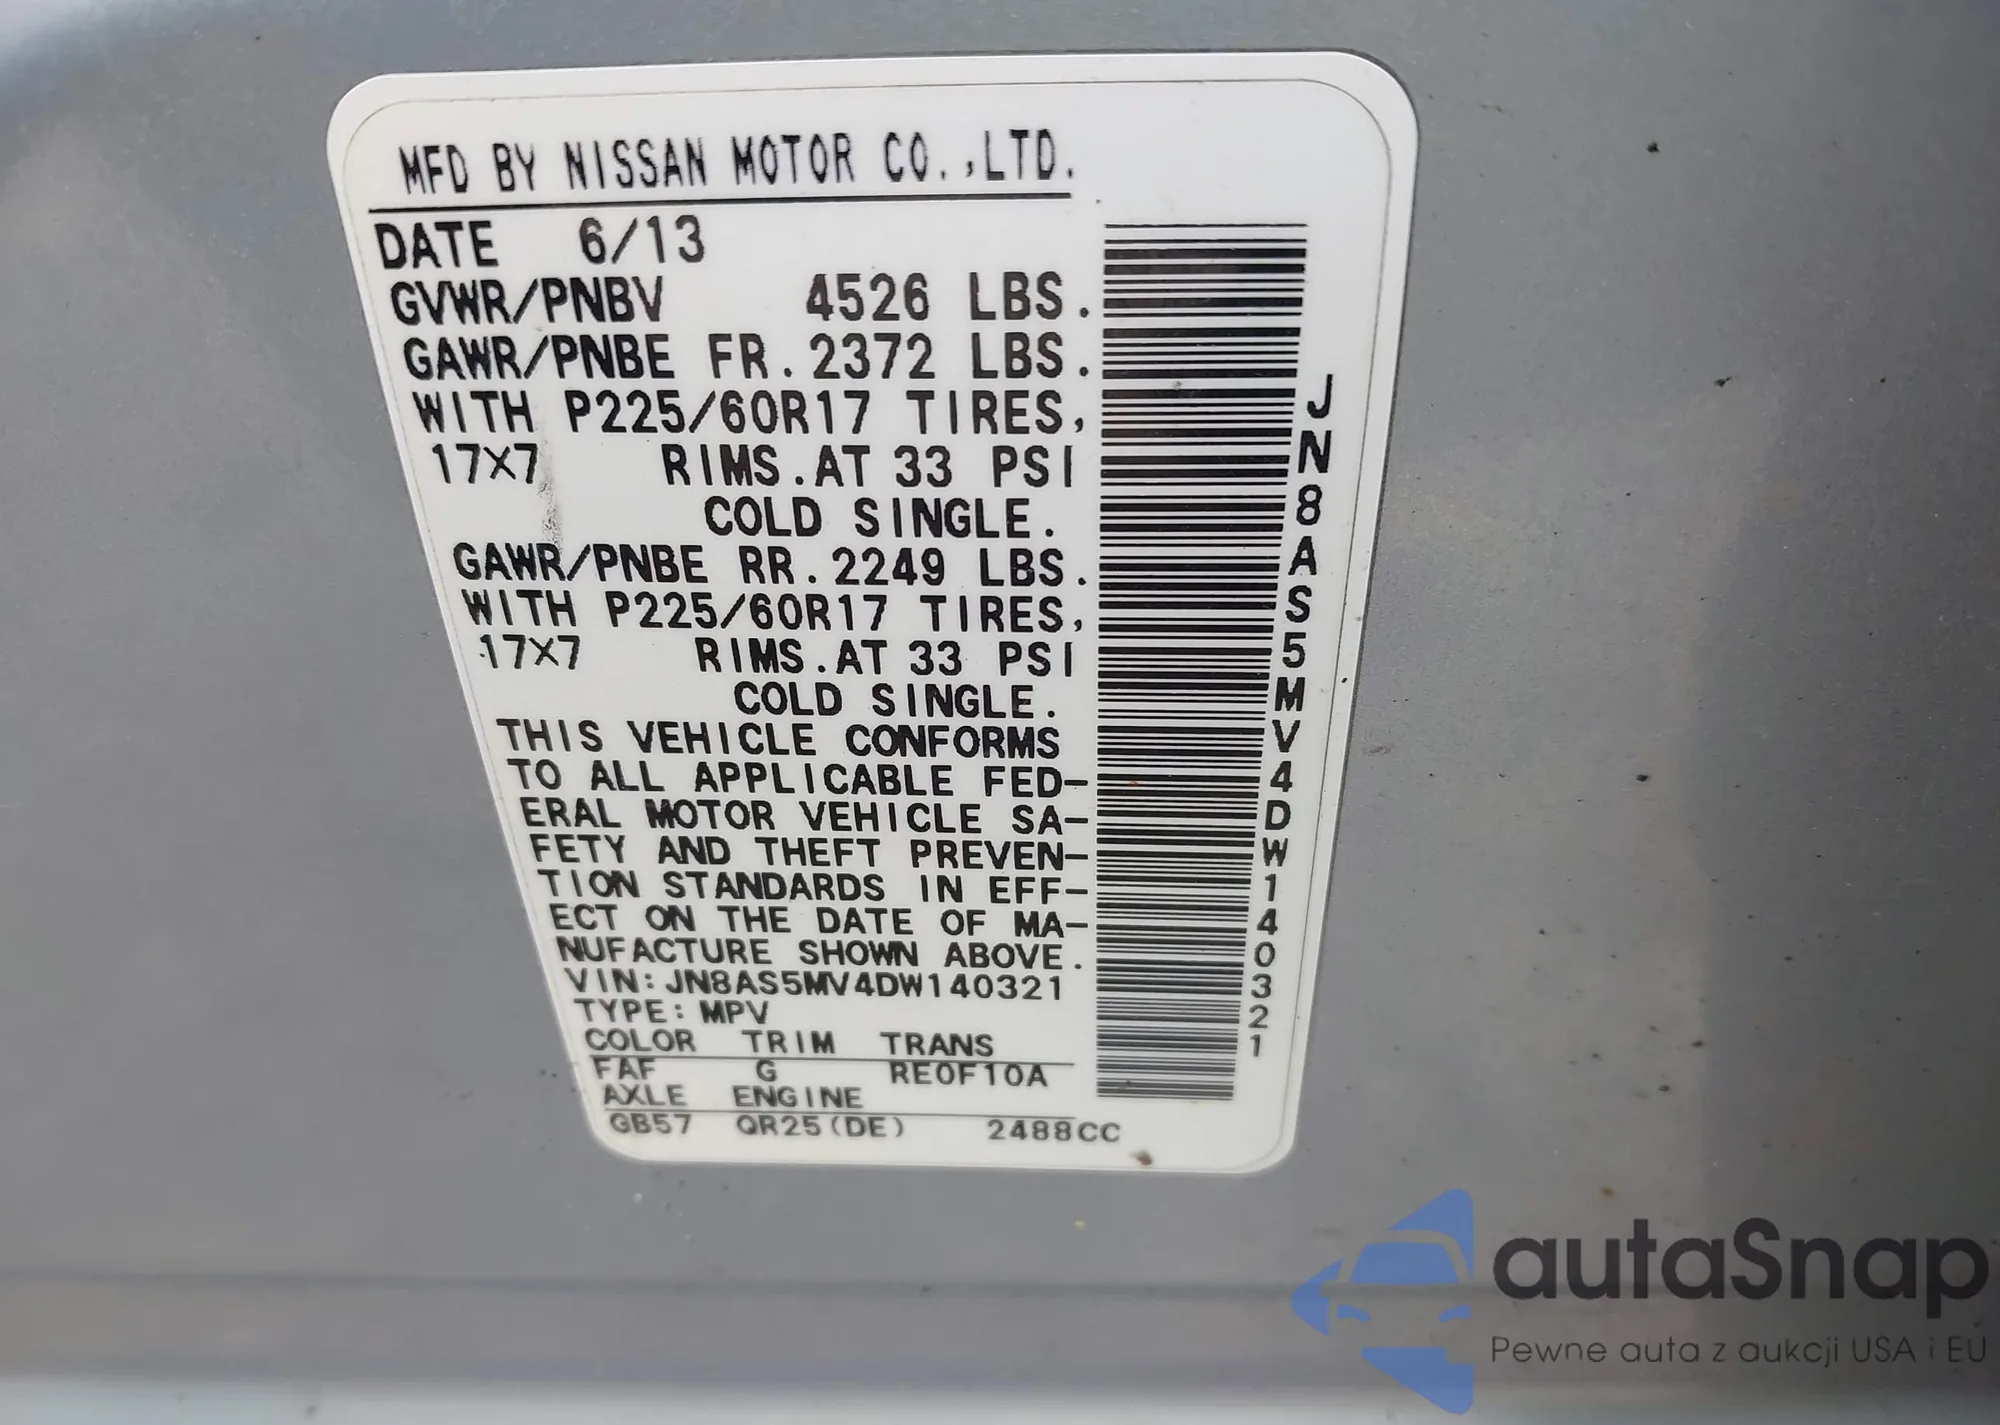 MFD BY NISSAN MOTOR CO.,LTD.
DATE 6/13
GVWR/PNBV 4526 LBS.
GAWR/PNBE FR.2372 LBS.
WITH P225/60R17 TIRES,
17X7 RIMS.AT 33 PSI
COLD SINGLE.
GAWR/PNBE RR.2249 LBS.
WITH P225/60R17 TIRES,
17X7 RIMS.AT 33 PSI
COLD SINGLE.
THIS VEHICLE CONFORMS
TO ALL APPLICABLE FED-
ERAL MOTOR VEHICLE SA-
FETY AND THEFT PREVEN-
TION STANDARDS IN EFF-
ECT ON THE DATE OF MA-
NUFACTURE SHOWN ABOVE.
VIN:JN8AS5MV4DW140321
TYPE:MPV
COLOR TRIM TRANS
FAF G RE0F10A
AXLE ENGINE
GB57 QR25(DE) 2488CC
JN8AS5MV4DW140321
autaSnap
Pewne auta z aukcji USA i EU